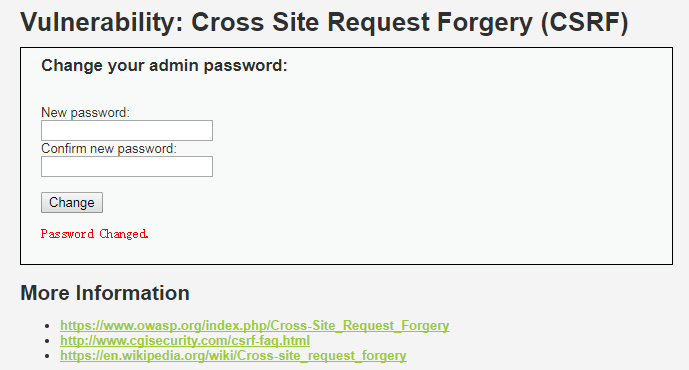 Vulnerability: Cross Site Request Forgery (CSRF)
Change your admin password:
New password:
Confirm new password:
Change
Password Changed.
More Information
https://www.owasp.org/index.php/Cross-Site_Request_Forgery
http://www.cgisecurity.com/csrf-faq.html
https://en.wikipedia.org/wiki/Cross-site_request_forgery